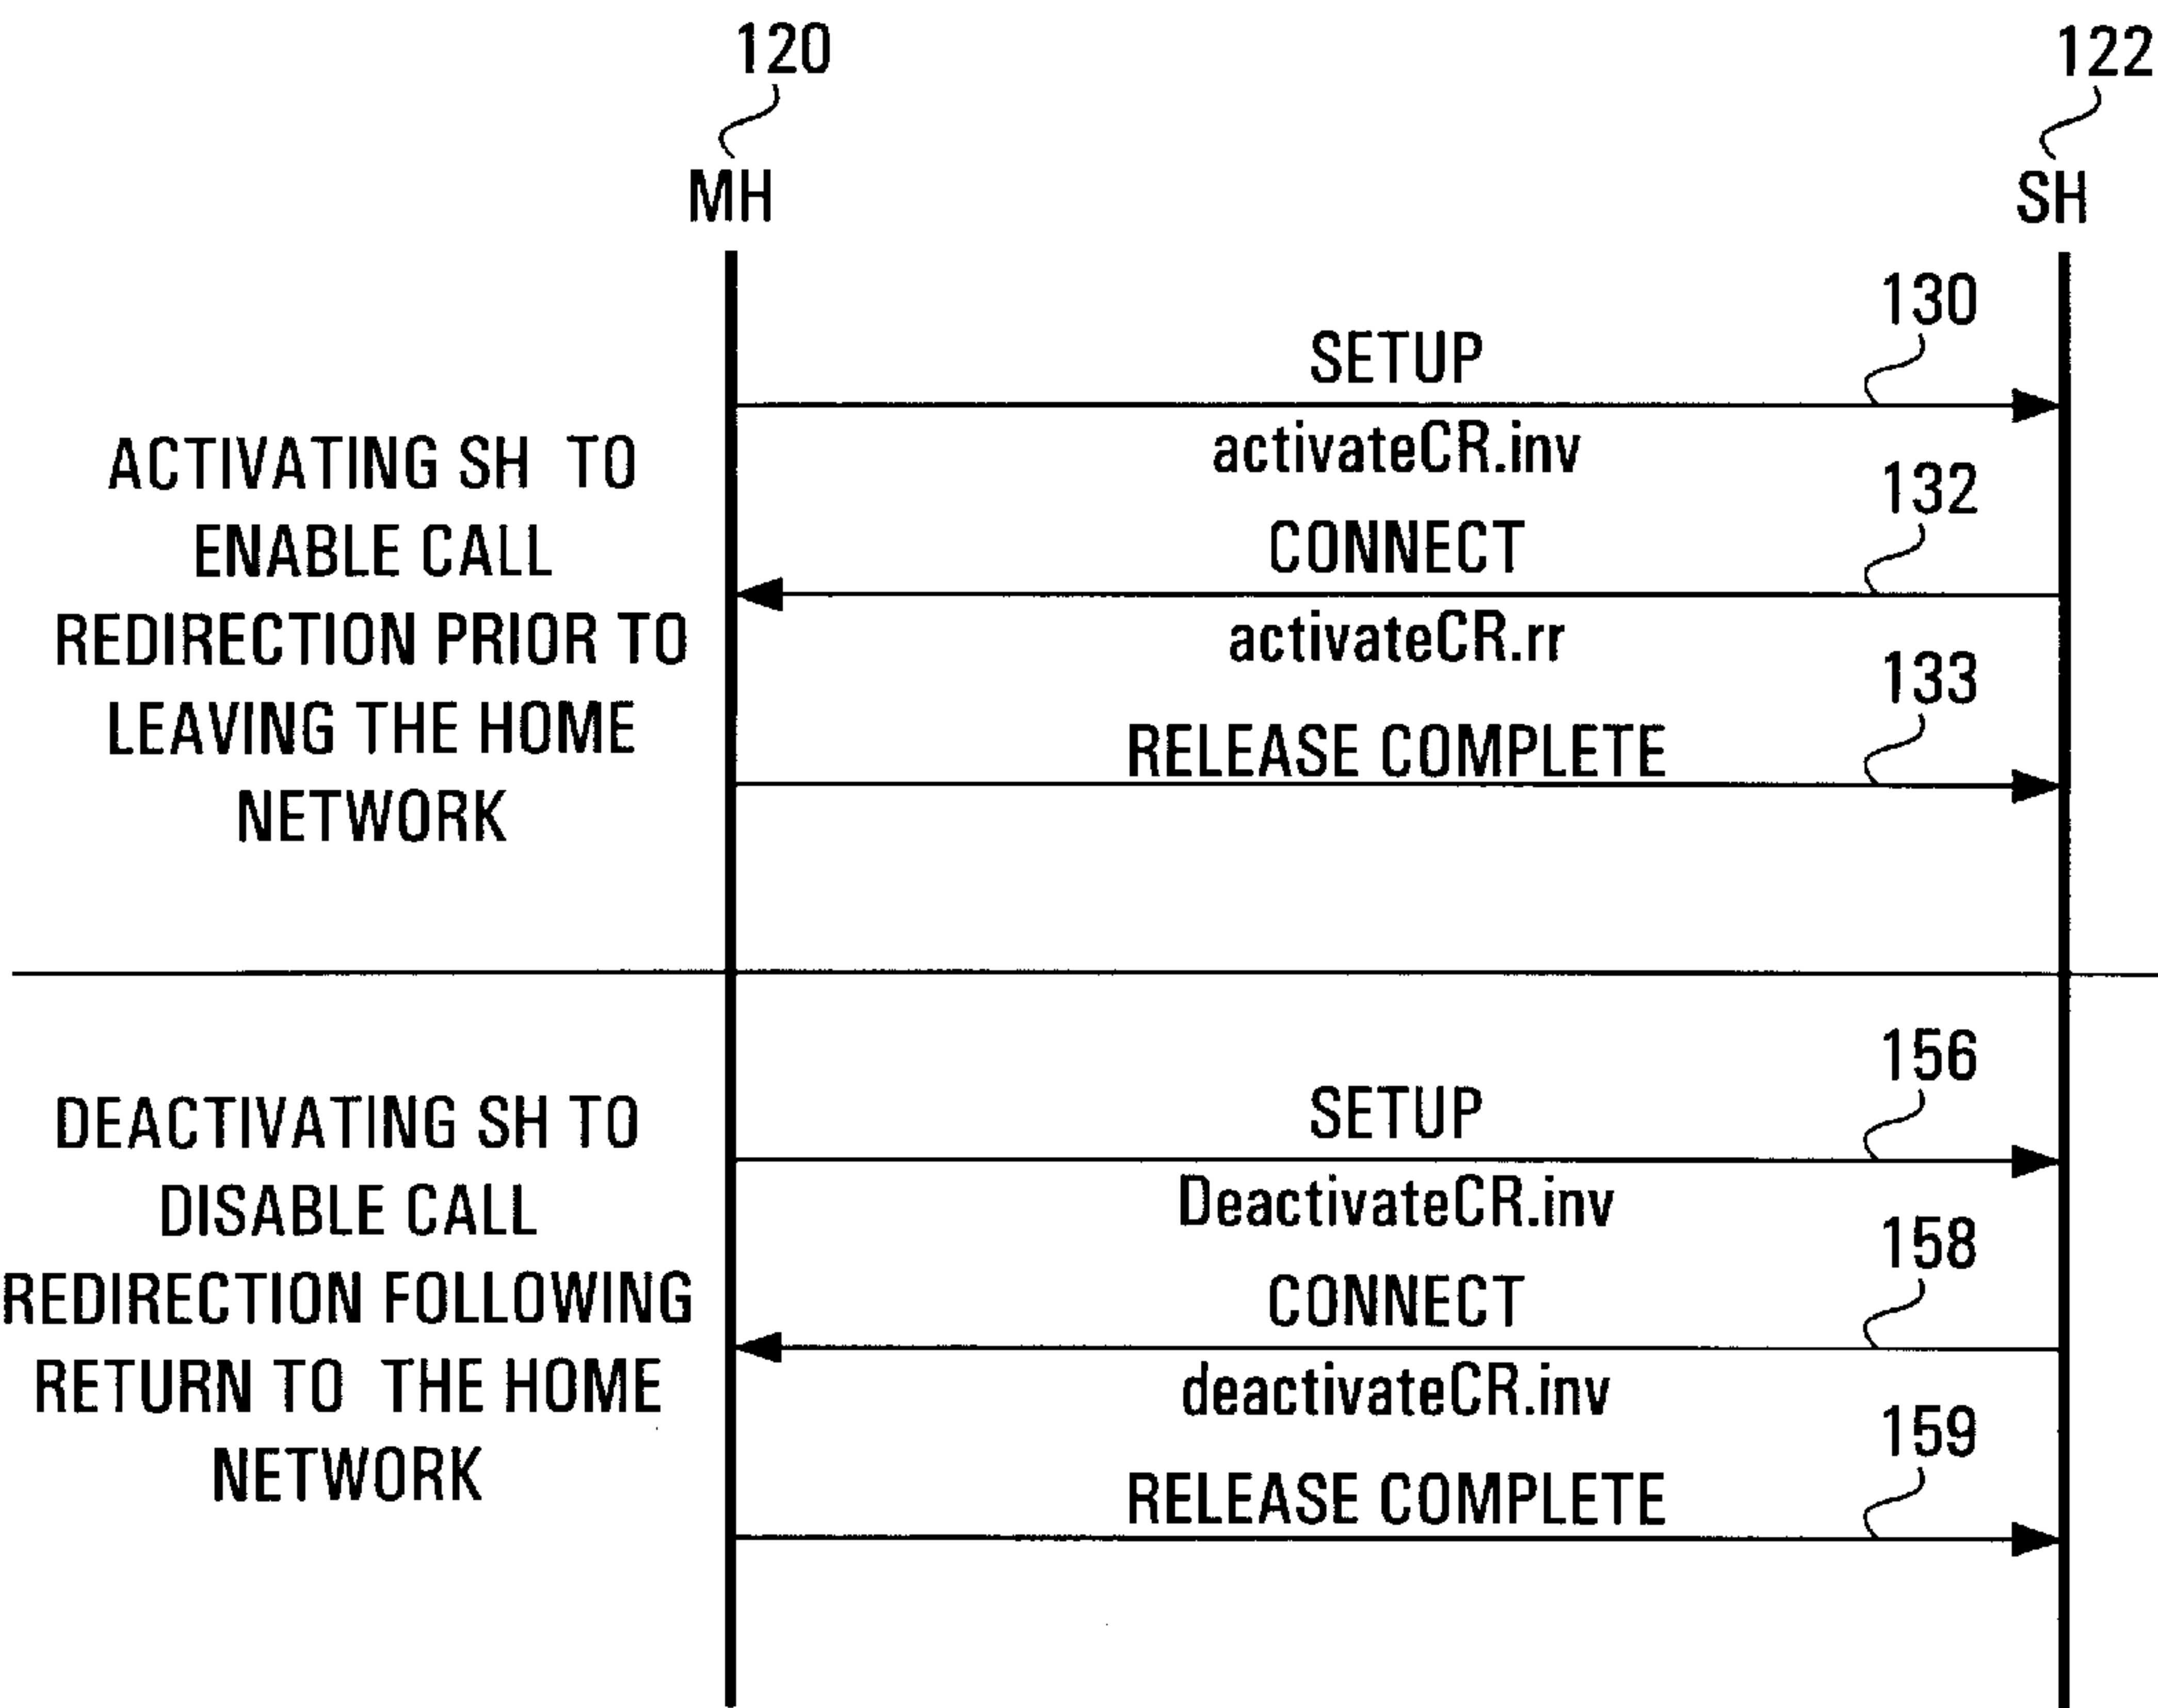 120
122
MH
SH
130
SETUP
activateCR.inv
132
CONNECT
activateCR.rr
133
RELEASE COMPLETE
ACTIVATING SH TO
ENABLE CALL
REDIRECTION PRIOR TO
LEAVING THE HOME
NETWORK
156
SETUP
DeactivateCR.inv
158
CONNECT
deactivateCR.inv
159
RELEASE COMPLETE
DEACTIVATING SH TO
DISABLE CALL
REDIRECTION FOLLOWING
RETURN TO THE HOME
NETWORK